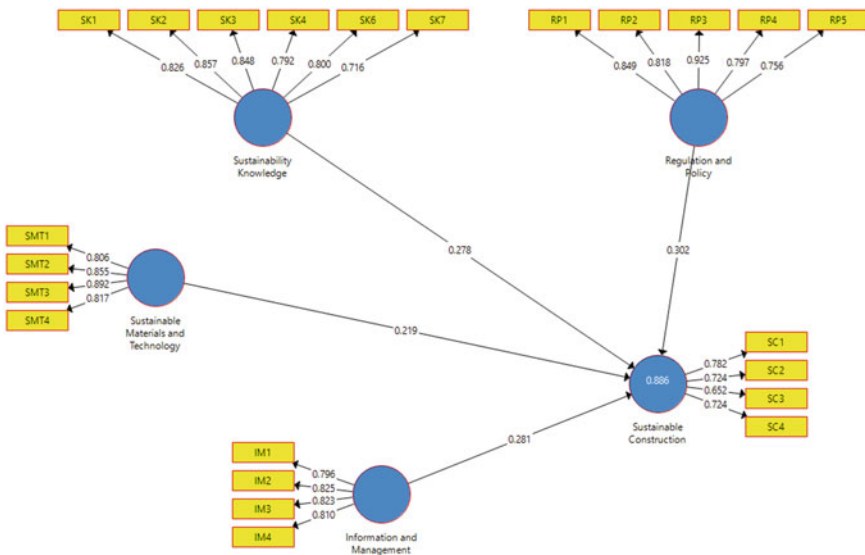 SK1 SK2 SK3 SK4 SK6 SK7
RP1 RP2 RP3 RP4 RP5
0.826 0.857 0.848 0.792 0.800 0.716
0.849 0.818 0.925 0.797 0.756
Sustainability
Knowledge
Regulation and
Policy
SMT1
SMT2
SMT3
SMT4
0.806
0.855
0.892
0.817
Sustainable
Materials and
Technology
0.278
0.302
0.219
0.281
0.886
Sustainable
Construction
0.782
0.724
0.652
0.724
SC1
SC2
SC3
SC4
IM1
IM2
IM3
IM4
0.796
0.825
0.823
0.810
Information and
Management